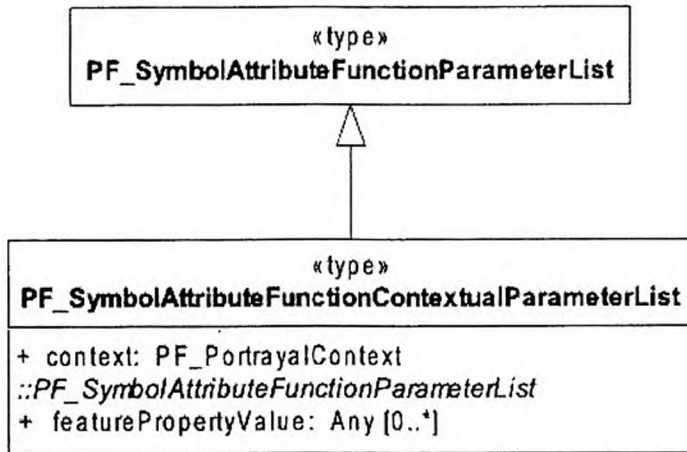 «type»
PF_SymbolAttributeFunctionParameterList
«type»
PF_SymbolAttributeFunctionContextualParameterList
+ context: PF_PortrayalContext
::PF_SymbolAttributeFunctionParameterList
+ featurePropertyValue: Any [0..*]